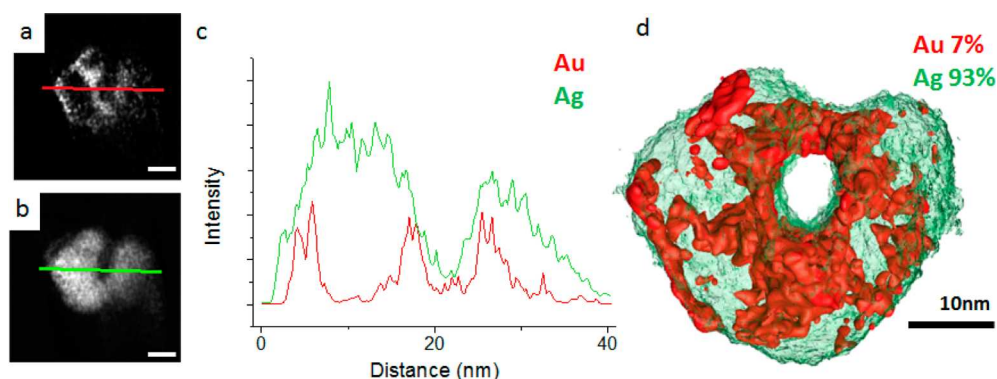 a
b
c
Au
Ag
Intensity
0
20
40
Distance (nm)
d
Au 7%
Ag 93%
10nm